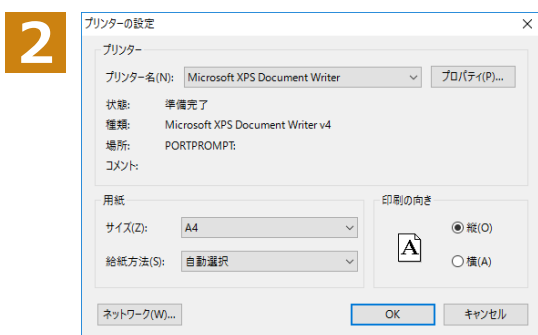 2
プリンターの設定
プリンター
プリンター名(N): Microsoft XPS Document Writer プロパティ(P)...
状態: 準備完了
種類: Microsoft XPS Document Writer v4
場所: PORTPROMPT:
コメント:
用紙 印刷の向き
サイズ(Z): A4 縦(O)
給紙方法(S): 自動選択 A 横(A)
ネットワーク(W)... OK キャンセル